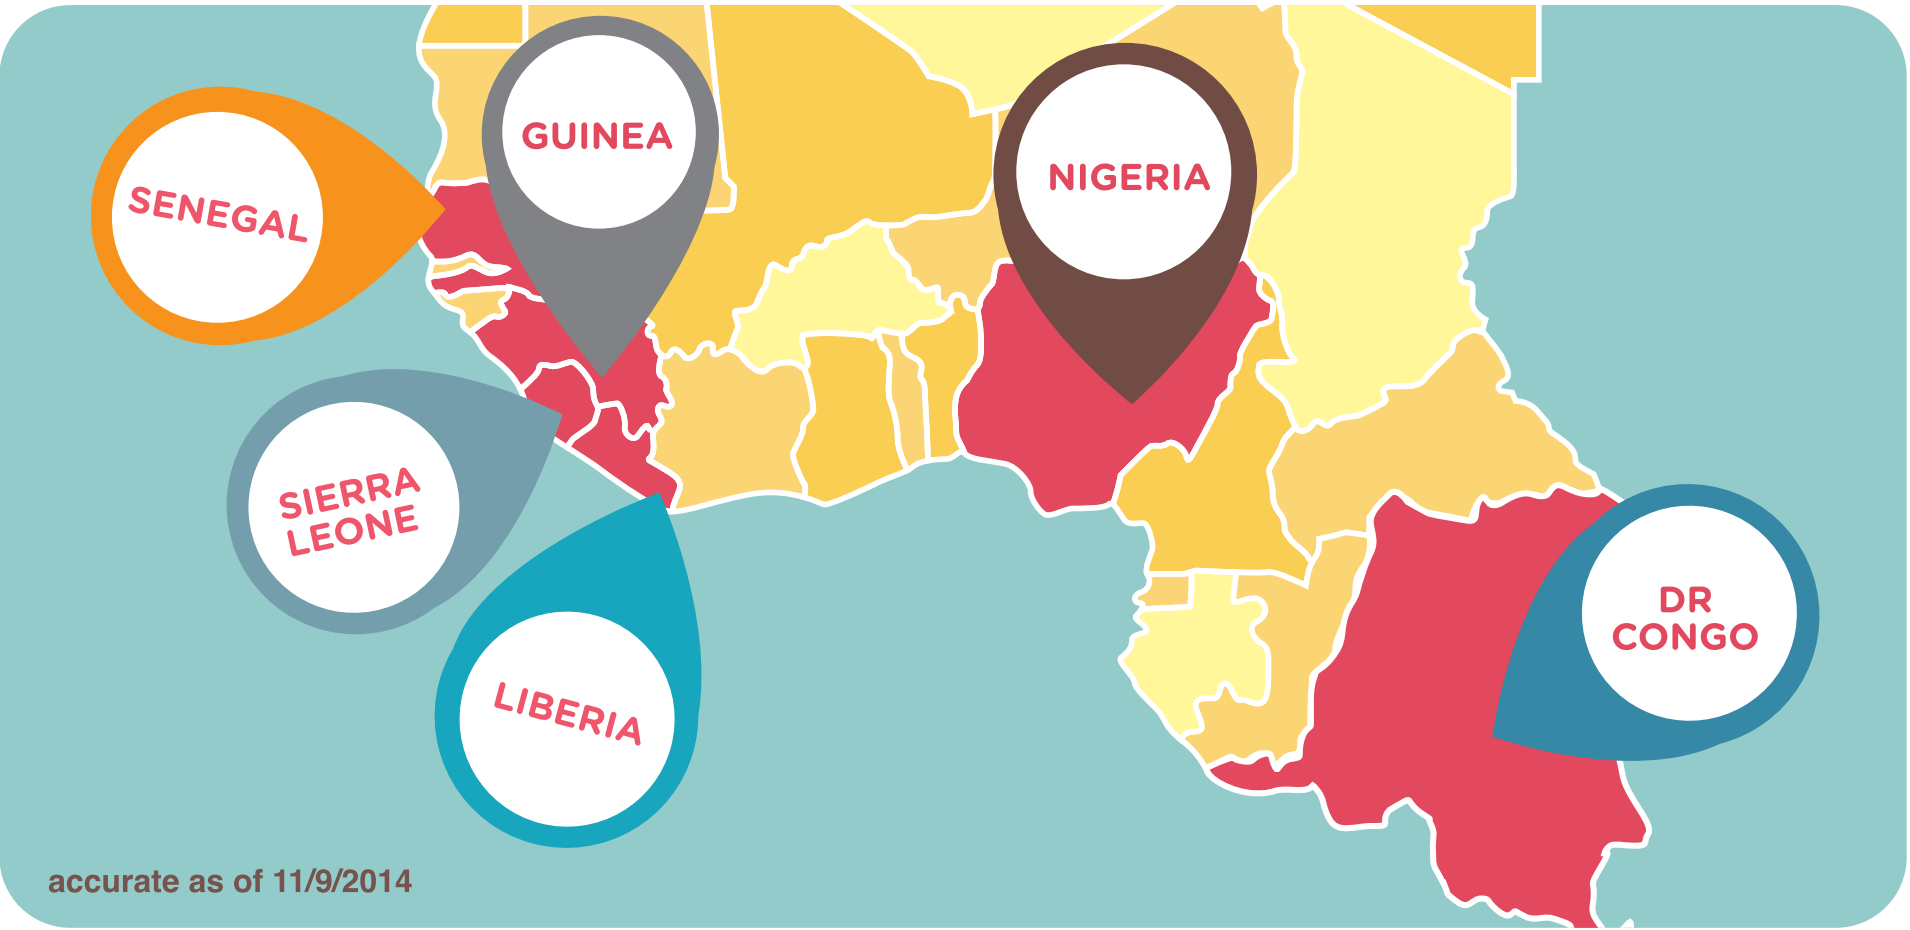 GUINEA
NIGERIA
SENEGAL
SIERRA
LEONE
DR
CONGO
LIBERIA
accurate as of 11/9/2014